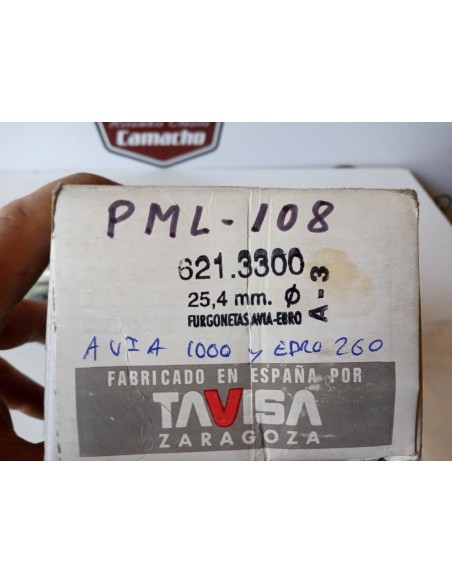 Camacho
PML-108
621.3300
25,4 mm. Ø
FURGONETAS AVIA-EBRO
A-3
AVIA 1000 y EBRO 260
FABRICADO EN ESPAÑA POR
TAVISA
ZARAGOZA